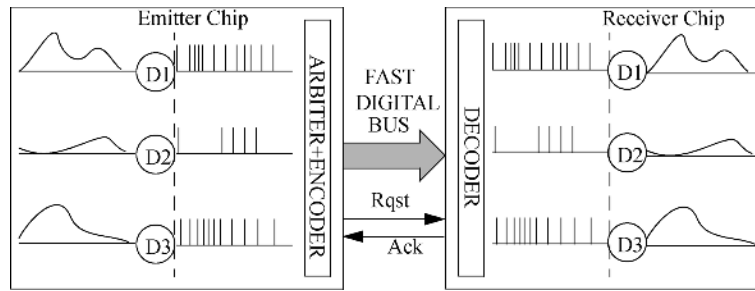 Emitter Chip
Receiver Chip
D1
D2
D3
ARBITER+ENCODER
FAST
DIGITAL
BUS
Rqst
Ack
DECODER
D1
D2
D3